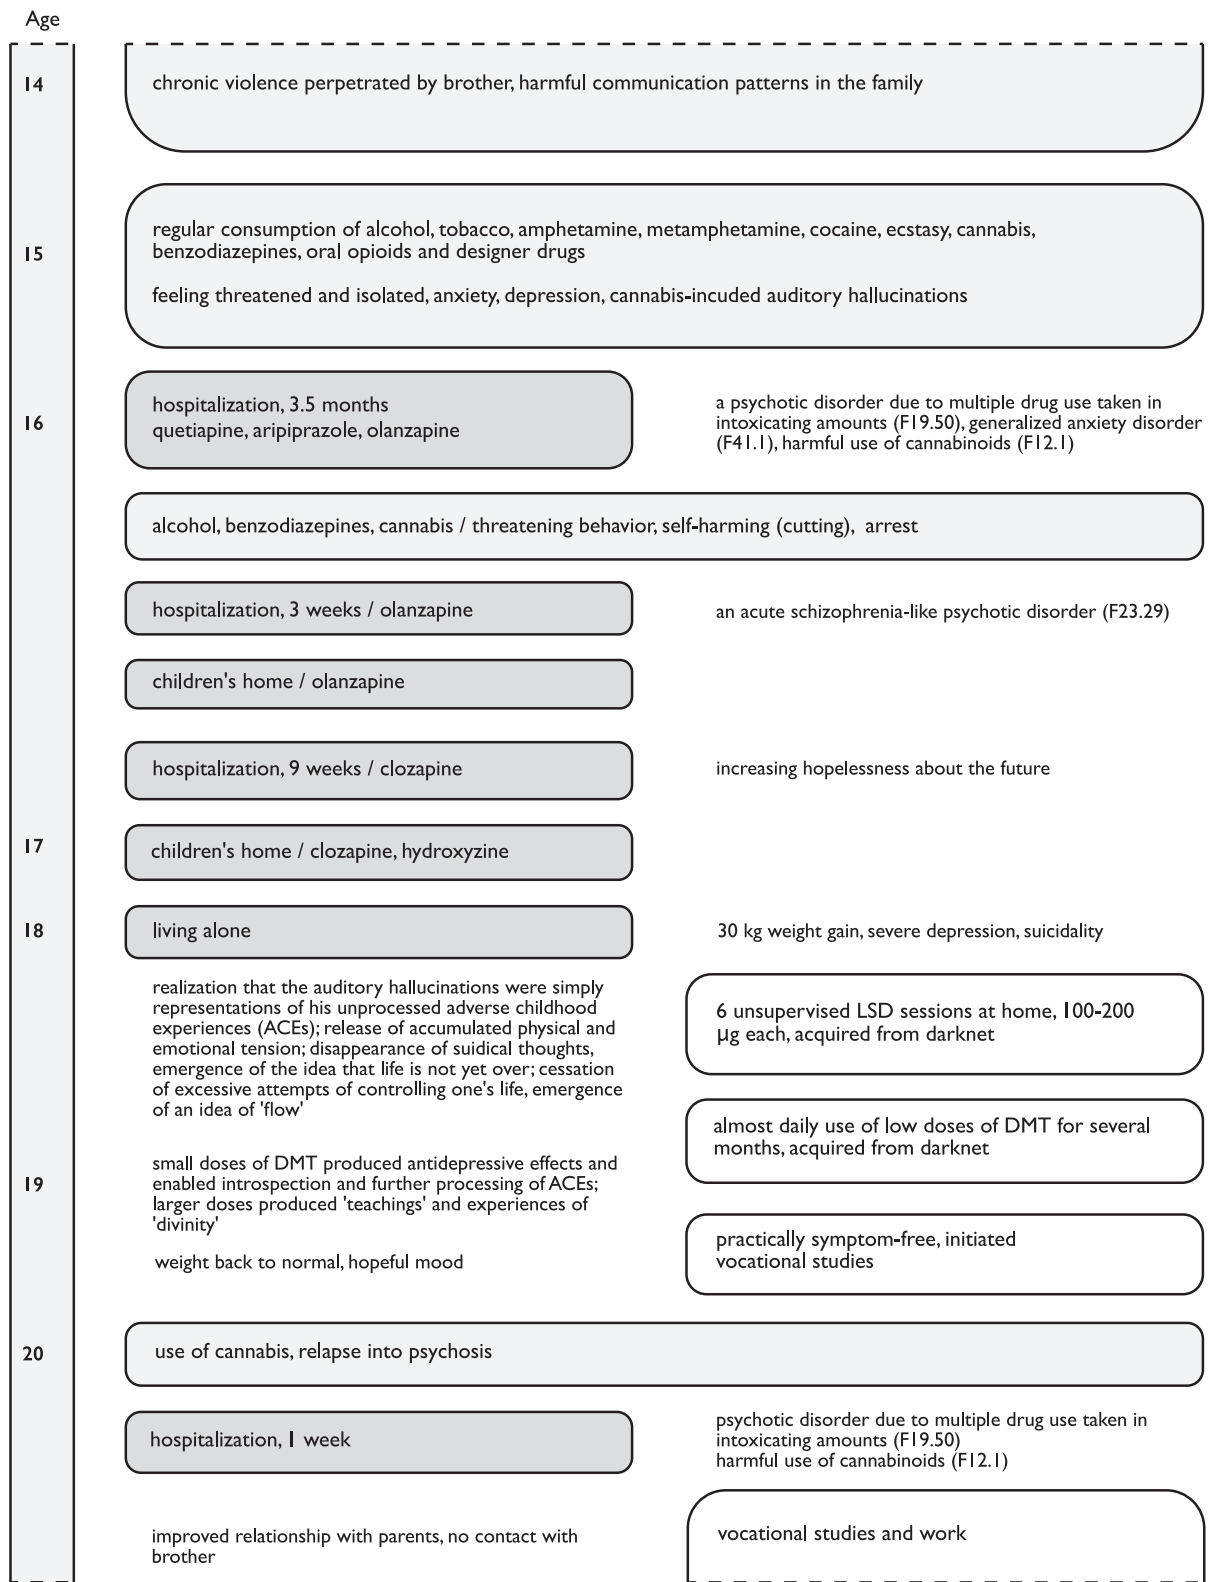 Age
14
chronic violence perpetrated by brother, harmful communication patterns in the family
15
regular consumption of alcohol, tobacco, amphetamine, metamphetamine, cocaine, ecstasy, cannabis,
benzodiazepines, oral opioids and designer drugs
feeling threatened and isolated, anxiety, depression, cannabis-incuded auditory hallucinations
16
hospitalization, 3.5 months
quetiapine, aripiprazole, olanzapine
a psychotic disorder due to multiple drug use taken in
intoxicating amounts (F19.50), generalized anxiety disorder
(F41.1), harmful use of cannabinoids (F12.1)
alcohol, benzodiazepines, cannabis / threatening behavior, self-harming (cutting), arrest
hospitalization, 3 weeks / olanzapine
an acute schizophrenia-like psychotic disorder (F23.29)
children's home / olanzapine
hospitalization, 9 weeks / clozapine
increasing hopelessness about the future
17
children's home / clozapine, hydroxyzine
18
living alone
30 kg weight gain, severe depression, suicidality
realization that the auditory hallucinations were simply
representations of his unprocessed adverse childhood
experiences (ACEs); release of accumulated physical and
emotional tension; disappearance of suidical thoughts,
emergence of the idea that life is not yet over; cessation
of excessive attempts of controlling one's life, emergence
of an idea of 'flow'
6 unsupervised LSD sessions at home, 100-200
µg each, acquired from darknet
almost daily use of low doses of DMT for several
months, acquired from darknet
19
small doses of DMT produced antidepressive effects and
enabled introspection and further processing of ACEs;
larger doses produced 'teachings' and experiences of
'divinity'
weight back to normal, hopeful mood
practically symptom-free, initiated
vocational studies
20
use of cannabis, relapse into psychosis
hospitalization, 1 week
psychotic disorder due to multiple drug use taken in
intoxicating amounts (F19.50)
harmful use of cannabinoids (F12.1)
improved relationship with parents, no contact with
brother
vocational studies and work